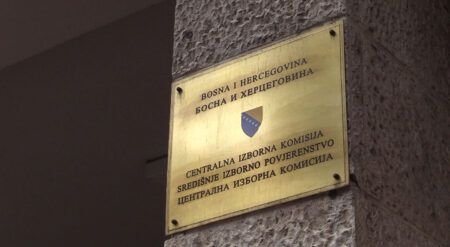 BOSNA I HERCEGOVINA
БОСНА И ХЕРЦЕГОВИНА
CENTRALNA IZBORNA KOMISIJA
SREDIŠNJE IZBORNO POVJERENSTVO
ЦЕНТРАЛНА ИЗБОРНА КОМИСИЈА